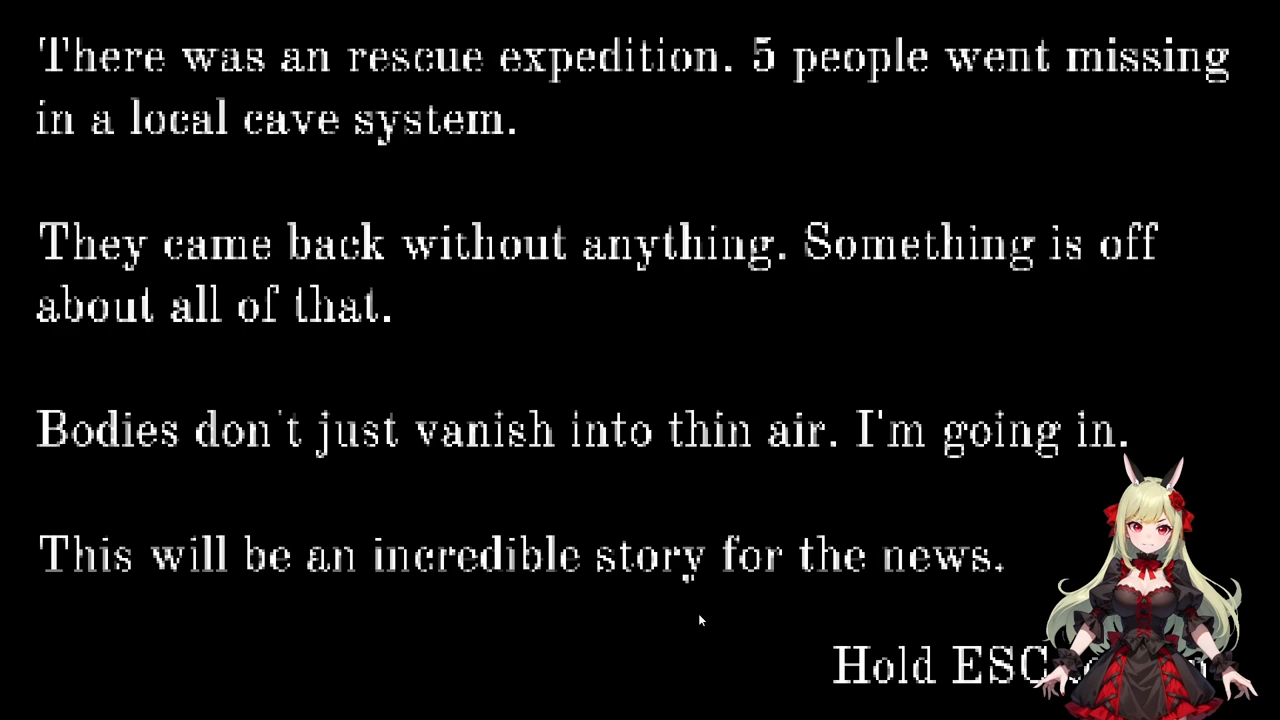 There was an rescue expedition. 5 people went missing
in a local cave system.
They came back without anything. Something is off
about all of that.
Bodies don't just vanish into thin air. I'm going in.
This will be an incredible story for the news.
Hold ESC